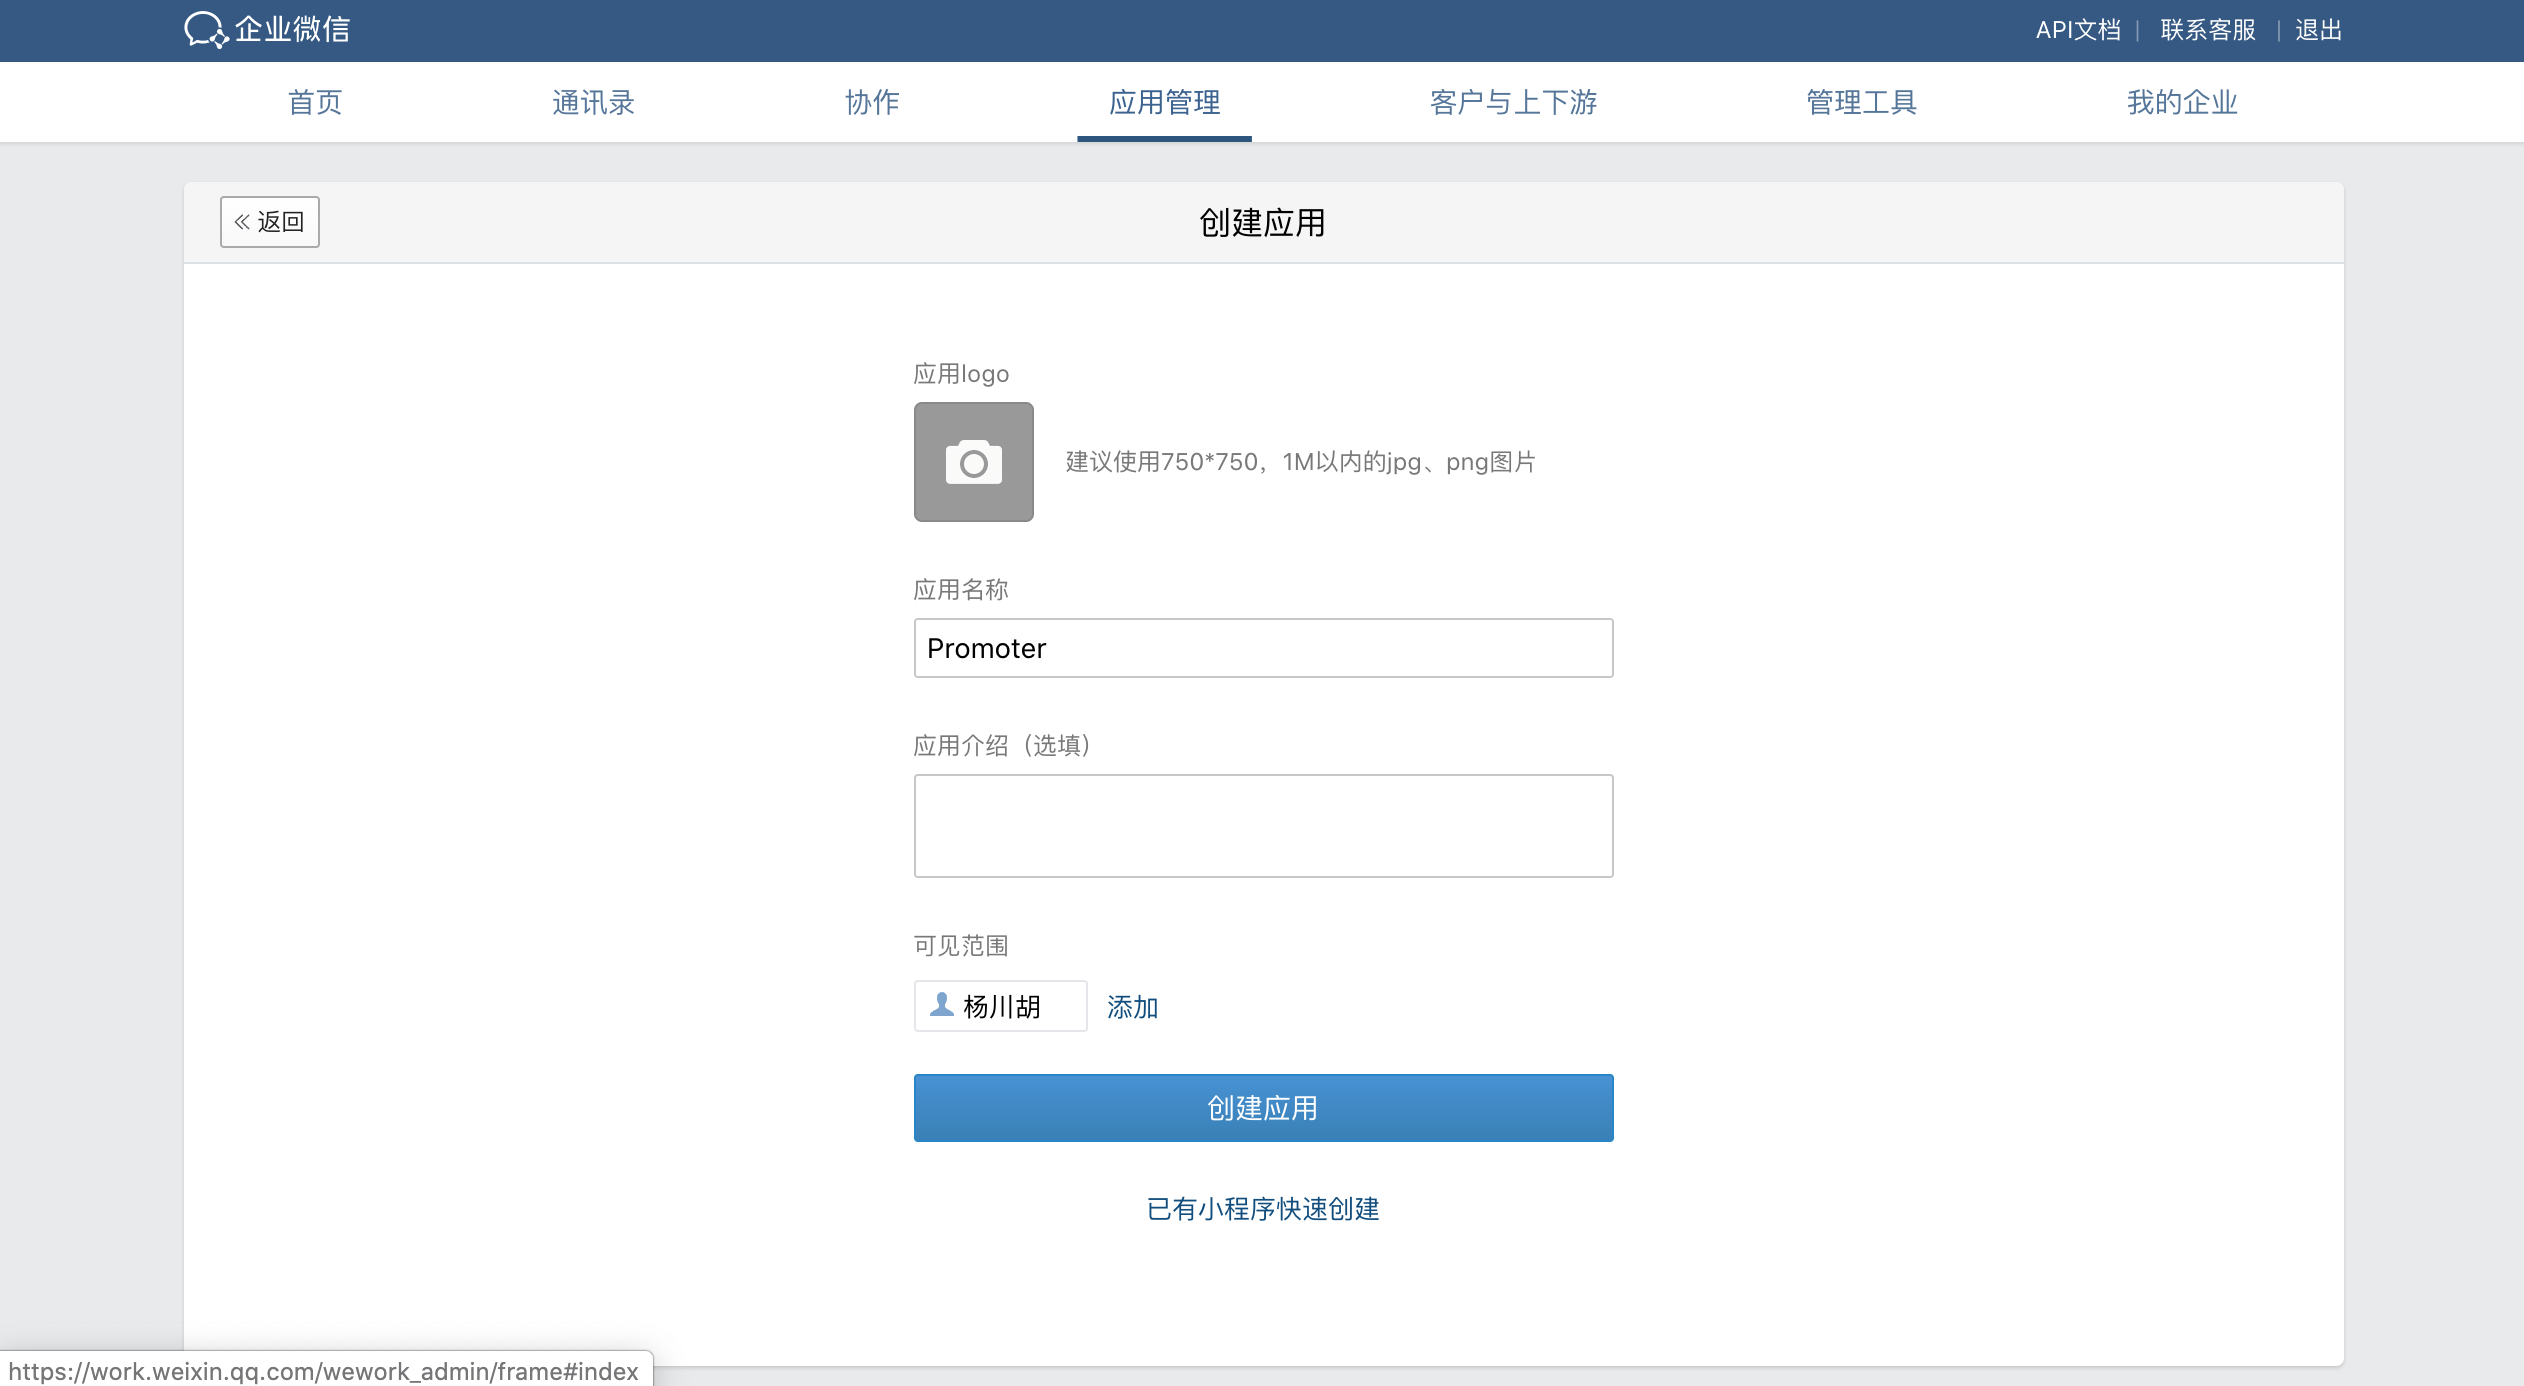 企业微信
API文档 | 联系客服 | 退出
首页 通讯录 协作 应用管理 客户与上下游 管理工具 我的企业
« 返回
创建应用
应用logo
建议使用750*750，1M以内的jpg、png图片
应用名称
Promoter
应用介绍（选填）
可见范围
杨川胡 添加
创建应用
已有小程序快速创建
https://work.weixin.qq.com/wework_admin/frame#index